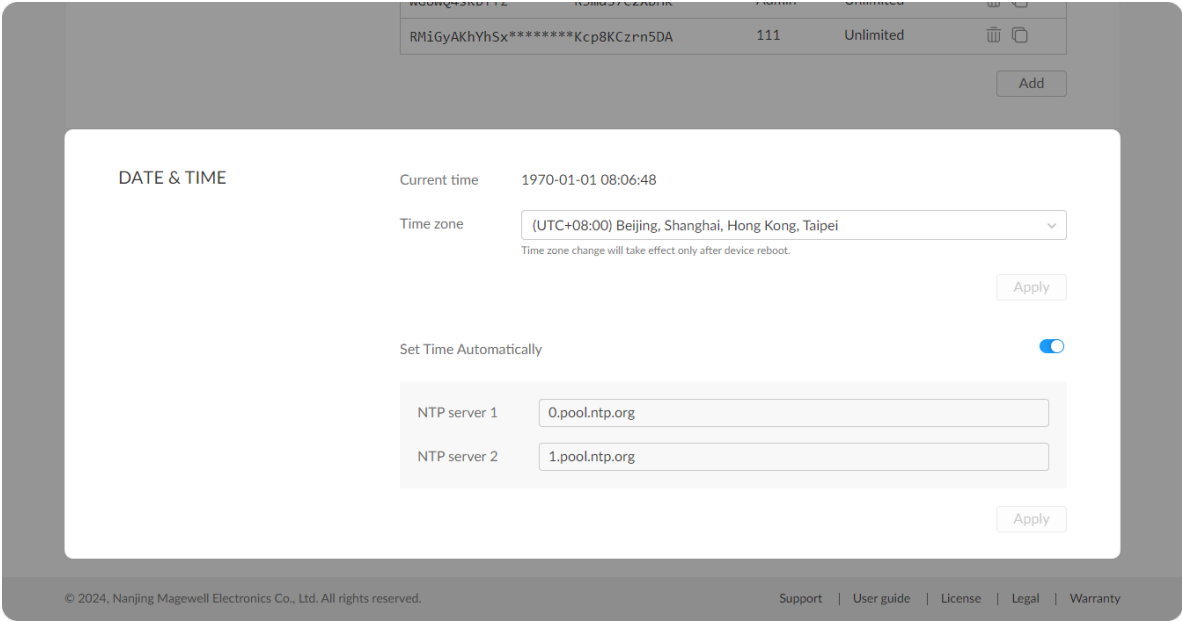 Admin Unlimited
RMiGyAKhYhSx********Kcp8KCzrn5DA 111 Unlimited
Add
DATE & TIME
Current time 1970-01-01 08:06:48
Time zone (UTC+08:00) Beijing, Shanghai, Hong Kong, Taipei
Time zone change will take effect only after device reboot.
Apply
Set Time Automatically
NTP server 1 0.pool.ntp.org
NTP server 2 1.pool.ntp.org
Apply
© 2024, Nanjing Magewell Electronics Co., Ltd. All rights reserved. Support | User guide | License | Legal | Warranty